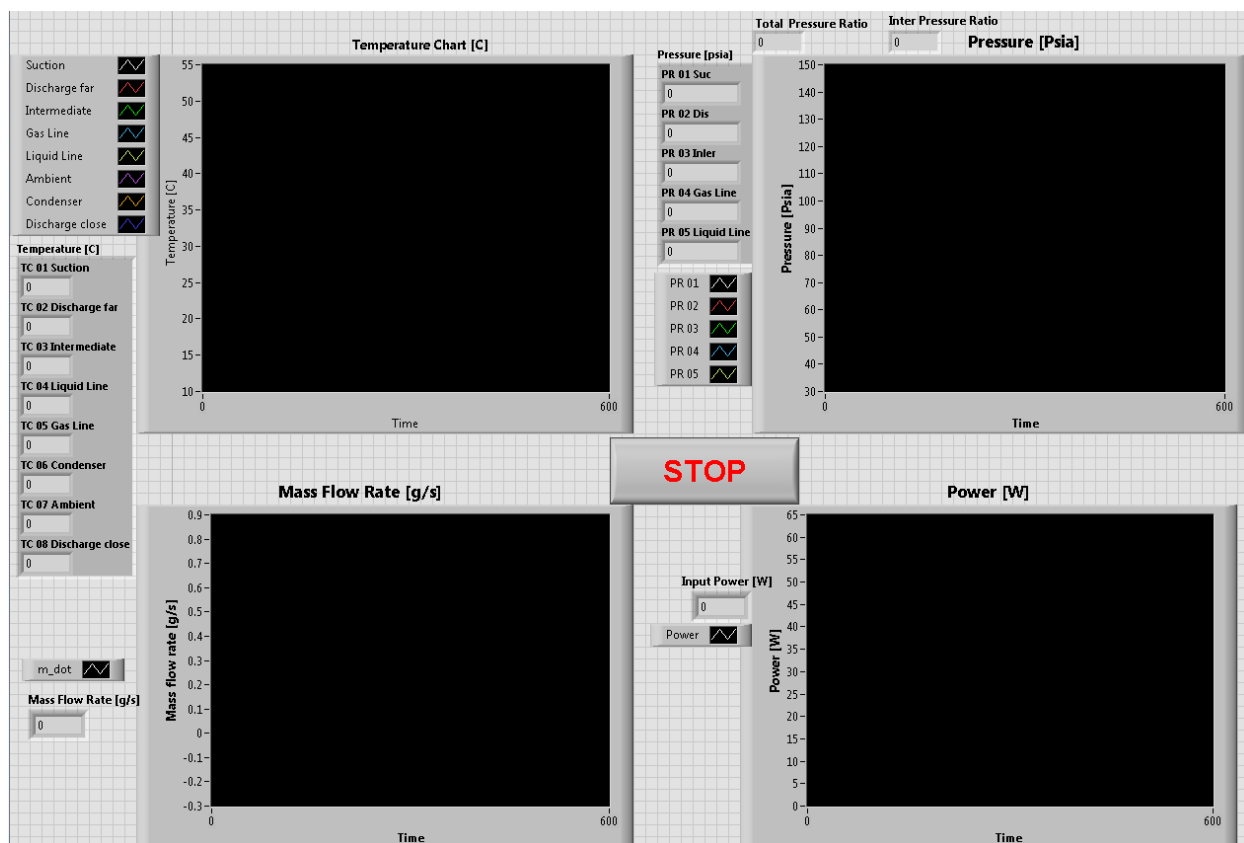 Total Pressure Ratio
0
Inter Pressure Ratio
0
Temperature Chart [C]
Suction
Discharge far
Intermediate
Gas Line
Liquid Line
Ambient
Condenser
Discharge close
Temperature [C]
55
50
45
40
35
30
25
20
15
10
0
600
Time
Temperature [C]
TC 01 Suction
0
TC 02 Discharge far
0
TC 03 Intermediate
0
TC 04 Liquid Line
0
TC 05 Gas Line
0
TC 06 Condenser
0
TC 07 Ambient
0
TC 08 Discharge close
0
Pressure [psia]
PR 01 Suc
0
PR 02 Dis
0
PR 03 Inler
0
PR 04 Gas Line
0
PR 05 Liquid Line
0
PR 01
PR 02
PR 03
PR 04
PR 05
Pressure [Psia]
Pressure [Psia]
150
140
130
120
110
100
90
80
70
60
50
40
30
0
600
Time
STOP
Mass Flow Rate [g/s]
Mass flow rate [g/s]
0.9
0.8
0.7
0.6
0.5
0.4
0.3
0.2
0.1
0
-0.1
-0.2
-0.3
0
600
Time
m_dot
Mass Flow Rate [g/s]
0
Power [W]
Input Power [W]
0
Power
Power [W]
65
60
55
50
45
40
35
30
25
20
15
10
5
0
0
600
Time